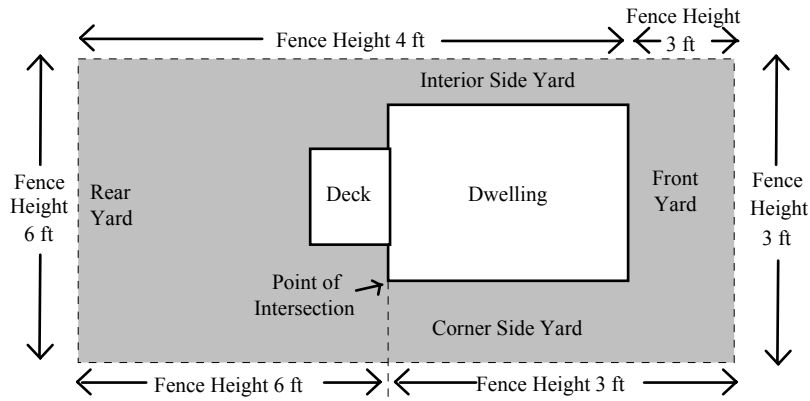 Fence Height
3 ft
Fence Height 4 ft
Interior Side Yard
Fence
Height
6 ft
Rear
Yard
Deck
Dwelling
Front
Yard
Fence
Height
3 ft
Point of
Intersection
Corner Side Yard
Fence Height 6 ft
Fence Height 3 ft